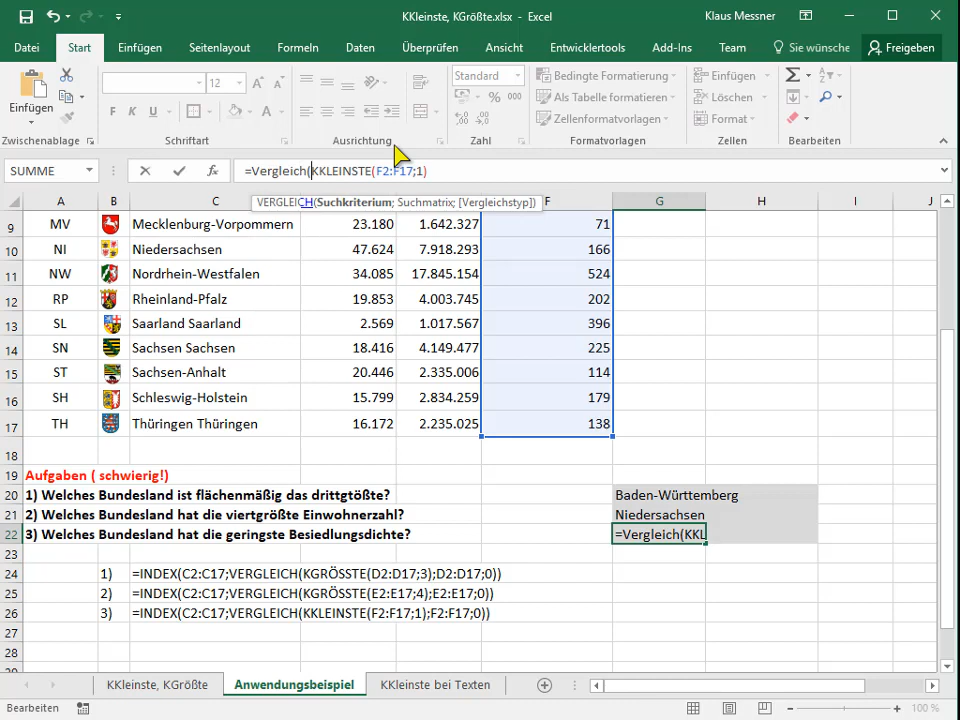 KKleinste, KGrößte.xlsx - Excel
Klaus Messner
Datei Start Einfügen Seitenlayout Formeln Daten Überprüfen Ansicht Entwicklertools Add-Ins Team Sie wünsche Freigeben
Einfügen
12
F K U
Standard
% 000
Bedingte Formatierung
Als Tabelle formatieren
Zellenformatvorlagen
Einfügen
Löschen
Format
Zwischenablage Schriftart Ausrichtung Zahl Formatvorlagen Zellen Bearbeiten
SUMME =Vergleich(KKLEINSTE(F2:F17;1)
VERGLEICH(Suchkriterium; Suchmatrix; [Vergleichstyp])
A B C F G H I J
9 MV Mecklenburg-Vorpommern 23.180 1.642.327 71
10 NI Niedersachsen 47.624 7.918.293 166
11 NW Nordrhein-Westfalen 34.085 17.845.154 524
12 RP Rheinland-Pfalz 19.853 4.003.745 202
13 SL Saarland Saarland 2.569 1.017.567 396
14 SN Sachsen Sachsen 18.416 4.149.477 225
15 ST Sachsen-Anhalt 20.446 2.335.006 114
16 SH Schleswig-Holstein 15.799 2.834.259 179
17 TH Thüringen Thüringen 16.172 2.235.025 138
18
19 Aufgaben ( schwierig!)
20 1) Welches Bundesland ist flächenmäßig das drittgtößte? Baden-Württemberg
21 2) Welches Bundesland hat die viertgrößte Einwohnerzahl? Niedersachsen
22 3) Welches Bundesland hat die geringste Besiedlungsdichte? =Vergleich(KKL
23
24 1) =INDEX(C2:C17;VERGLEICH(KGRÖSSTE(D2:D17;3);D2:D17;0))
25 2) =INDEX(C2:C17;VERGLEICH(KGRÖSSTE(E2:E17;4);E2:E17;0))
26 3) =INDEX(C2:C17;VERGLEICH(KKLEINSTE(F2:F17;1);F2:F17;0))
27
28
KKleinste, KGrößte Anwendungsbeispiel KKleinste bei Texten
Bearbeiten 100 %